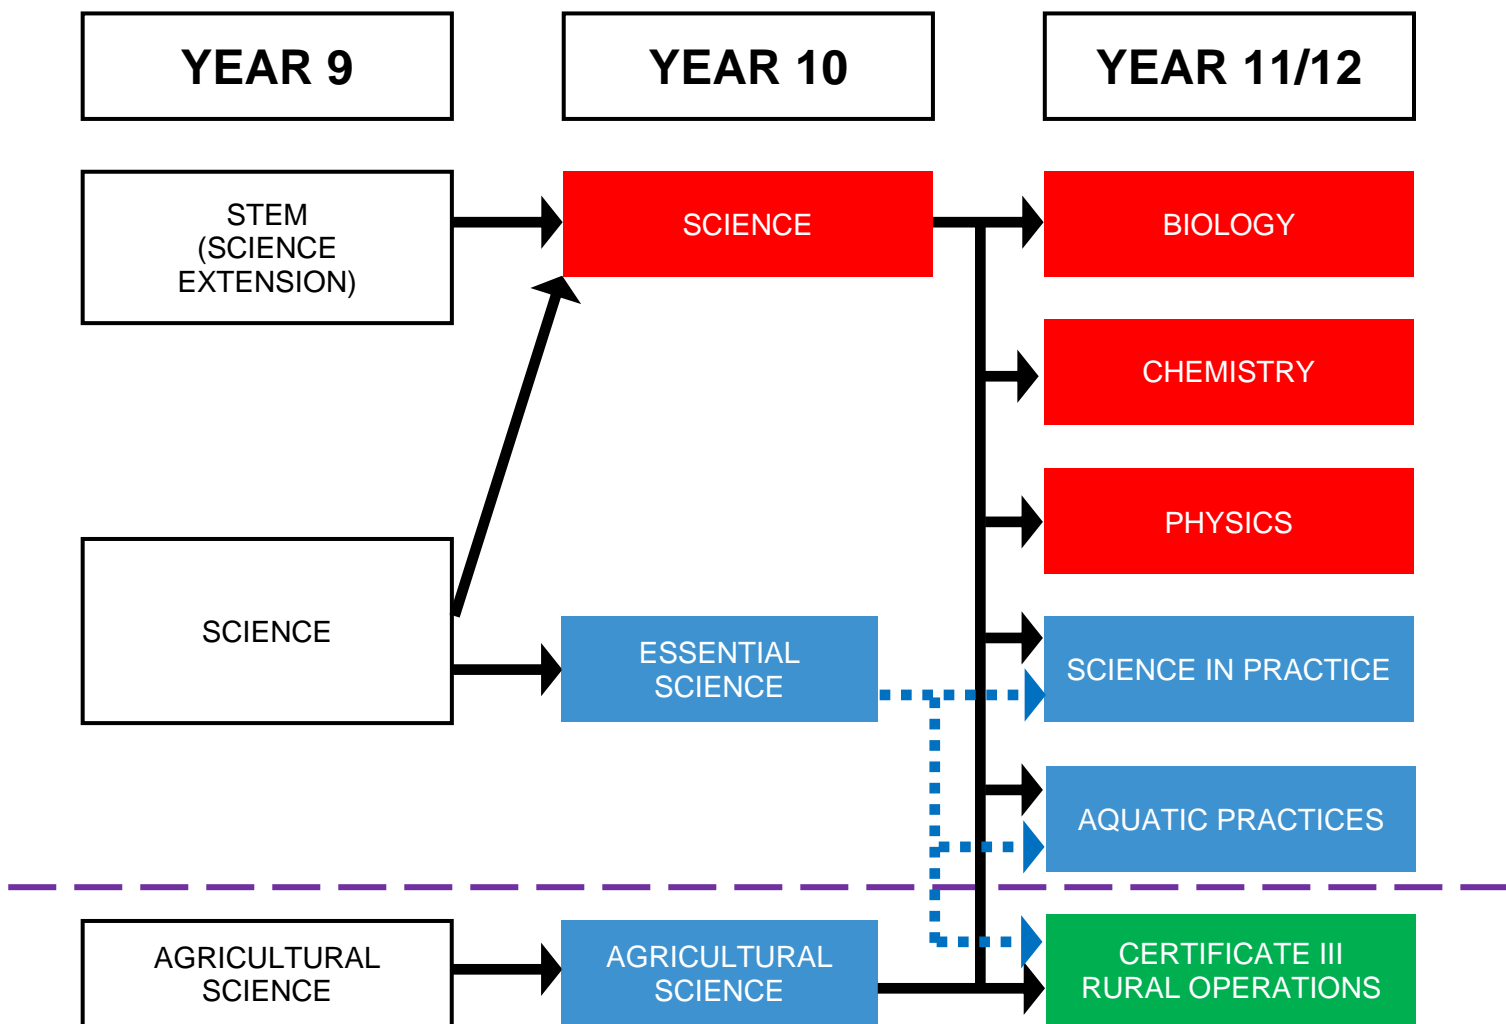 YEAR 9
YEAR 10
YEAR 11/12
STEM
(SCIENCE
EXTENSION)
SCIENCE
BIOLOGY
CHEMISTRY
PHYSICS
SCIENCE
ESSENTIAL
SCIENCE
SCIENCE IN PRACTICE
AQUATIC PRACTICES
AGRICULTURAL
SCIENCE
AGRICULTURAL
SCIENCE
CERTIFICATE III
RURAL OPERATIONS